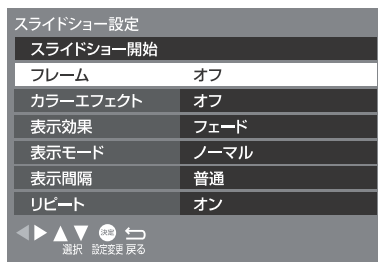 スライドショー設定
スライドショー開始
フレーム オフ
カラーエフェクト オフ
表示効果 フェード
表示モード ノーマル
表示間隔 普通
リピート オン
決定
選択 設定変更 戻る